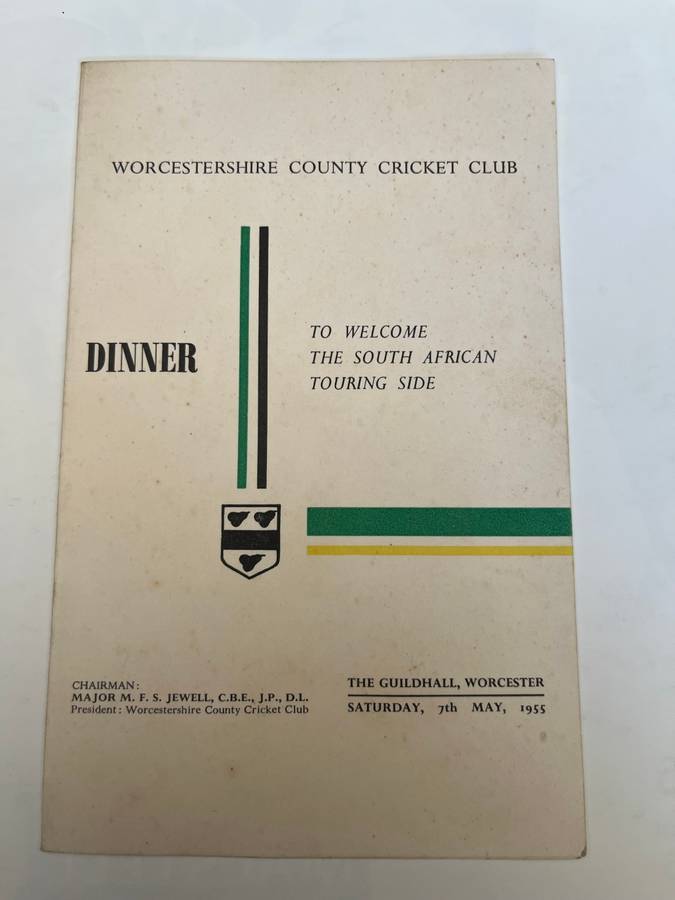 WORCESTERSHIRE COUNTY CRICKET CLUB
DINNER
TO WELCOME
THE SOUTH AFRICAN
TOURING SIDE
CHAIRMAN:
MAJOR M. F. S. JEWELL, C.B.E., J.P., D.L.
President: Worcestershire County Cricket Club
THE GUILDHALL, WORCESTER
SATURDAY, 7th MAY, 1955